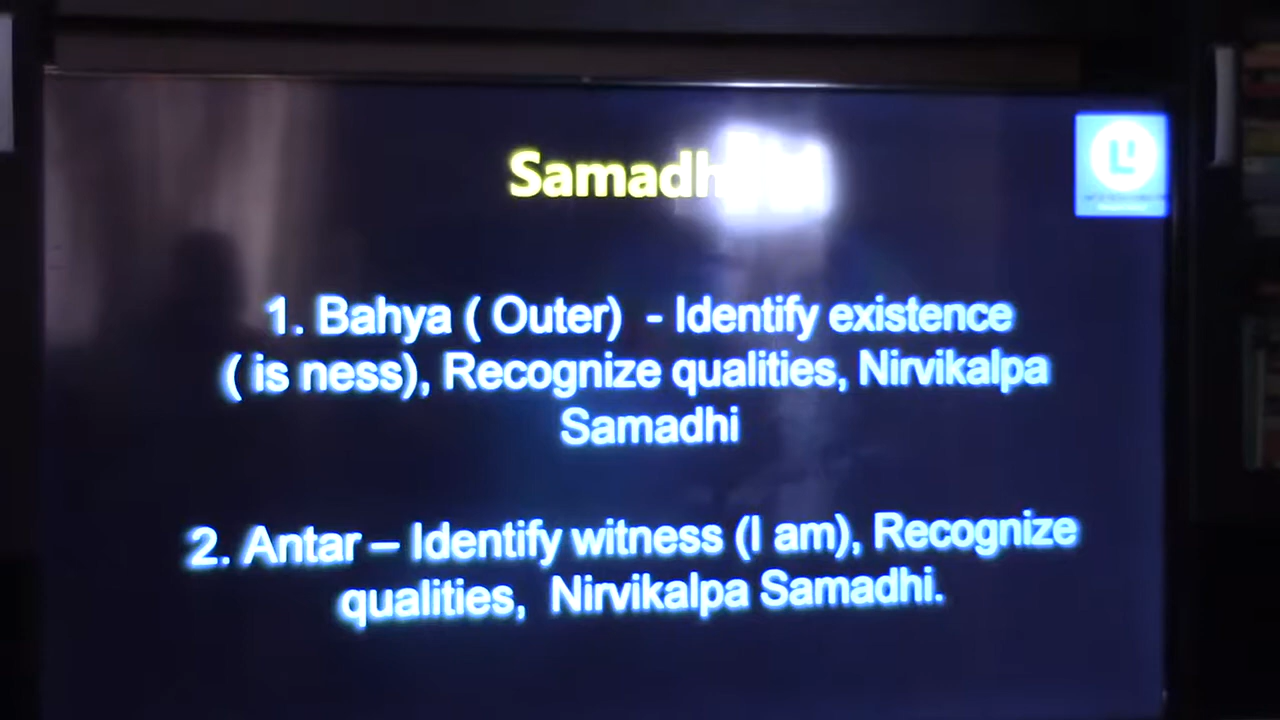 1. Bahya ( Outer) - Identify existence
( is ness), Recognize qualities, Nirvikalpa
Samadhi
2. Antar – Identify witness (I am), Recognize
qualities, Nirvikalpa Samadhi.